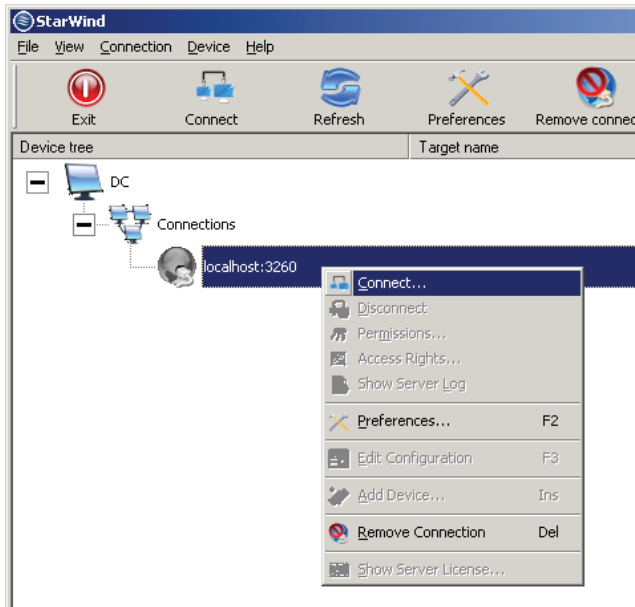 StarWind
File View Connection Device Help
Exit Connect Refresh Preferences Remove connec
Device tree Target name
DC
Connections
localhost:3260
Connect...
Disconnect
Permissions...
Access Rights...
Show Server Log
Preferences... F2
Edit Configuration F3
Add Device... Ins
Remove Connection Del
Show Server License...